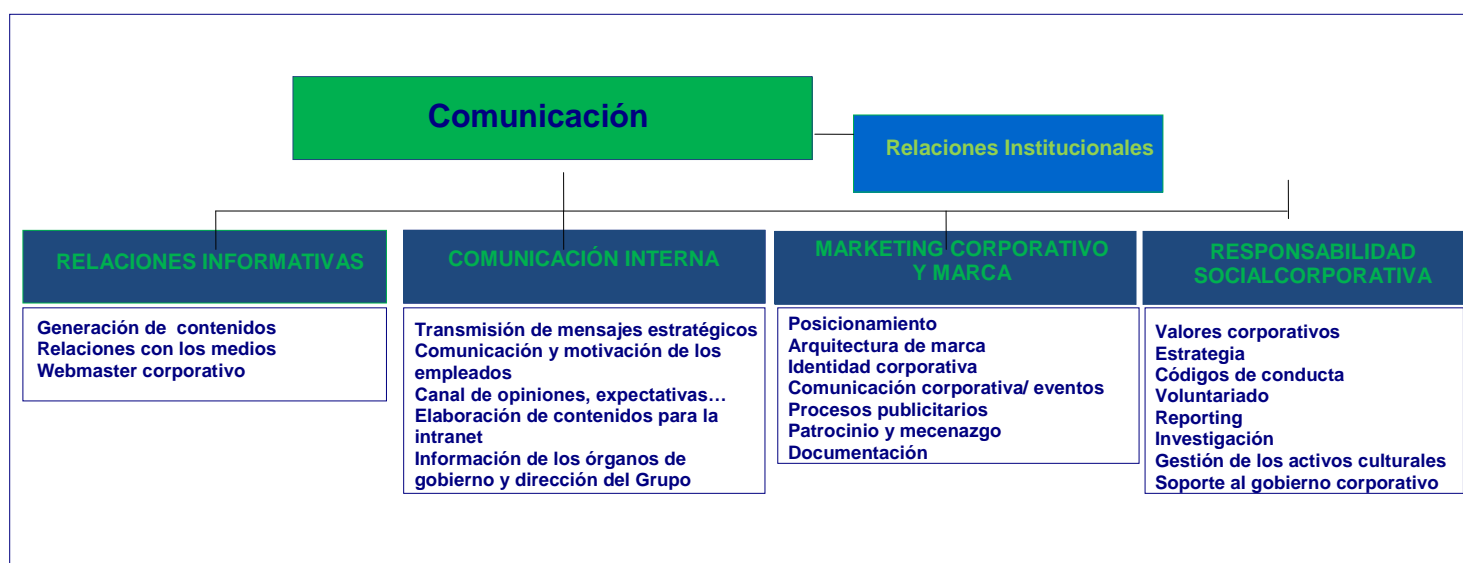 Comunicación
Relaciones Institucionales
RELACIONES INFORMATIVAS
Generación de contenidos
Relaciones con los medios
Webmaster corporativo
COMUNICACIÓN INTERNA
Transmisión de mensajes estratégicos
Comunicación y motivación de los
empleados
Canal de opiniones, expectativas…
Elaboración de contenidos para la
intranet
Información de los órganos de
gobierno y dirección del Grupo
MARKETING CORPORATIVO
Y MARCA
Posicionamiento
Arquitectura de marca
Identidad corporativa
Comunicación corporativa/ eventos
Procesos publicitarios
Patrocinio y mecenazgo
Documentación
RESPONSABILIDAD
SOCIALCORPORATIVA
Valores corporativos
Estrategia
Códigos de conducta
Voluntariado
Reporting
Investigación
Gestión de los activos culturales
Soporte al gobierno corporativo